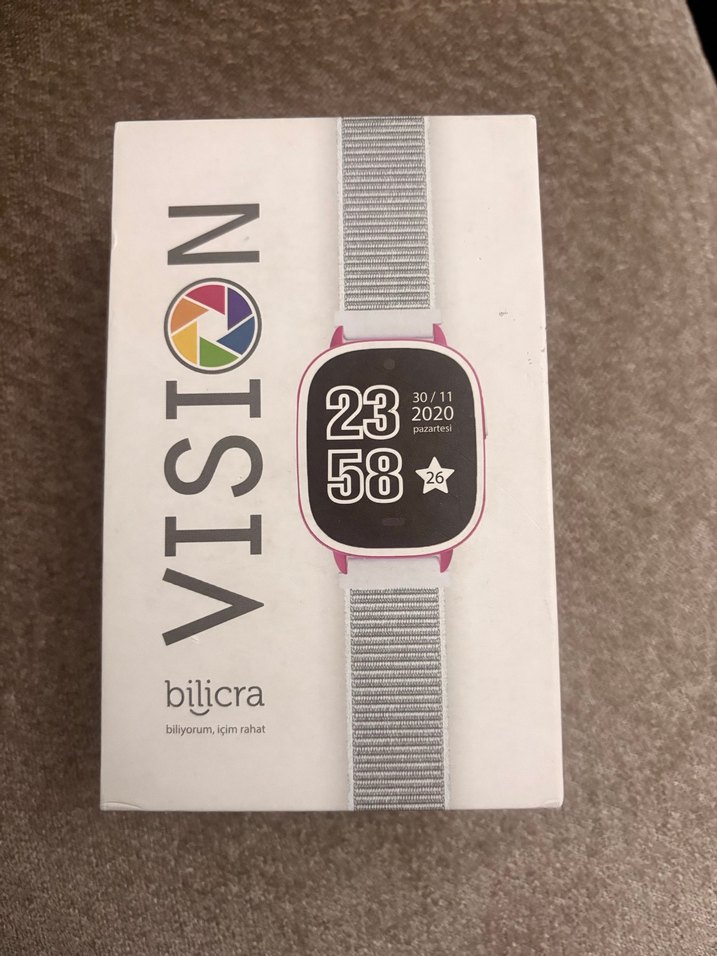 VISION
bilicra
biliyorum, içim rahat
23
58
30 / 11
2020
pazartesi
26